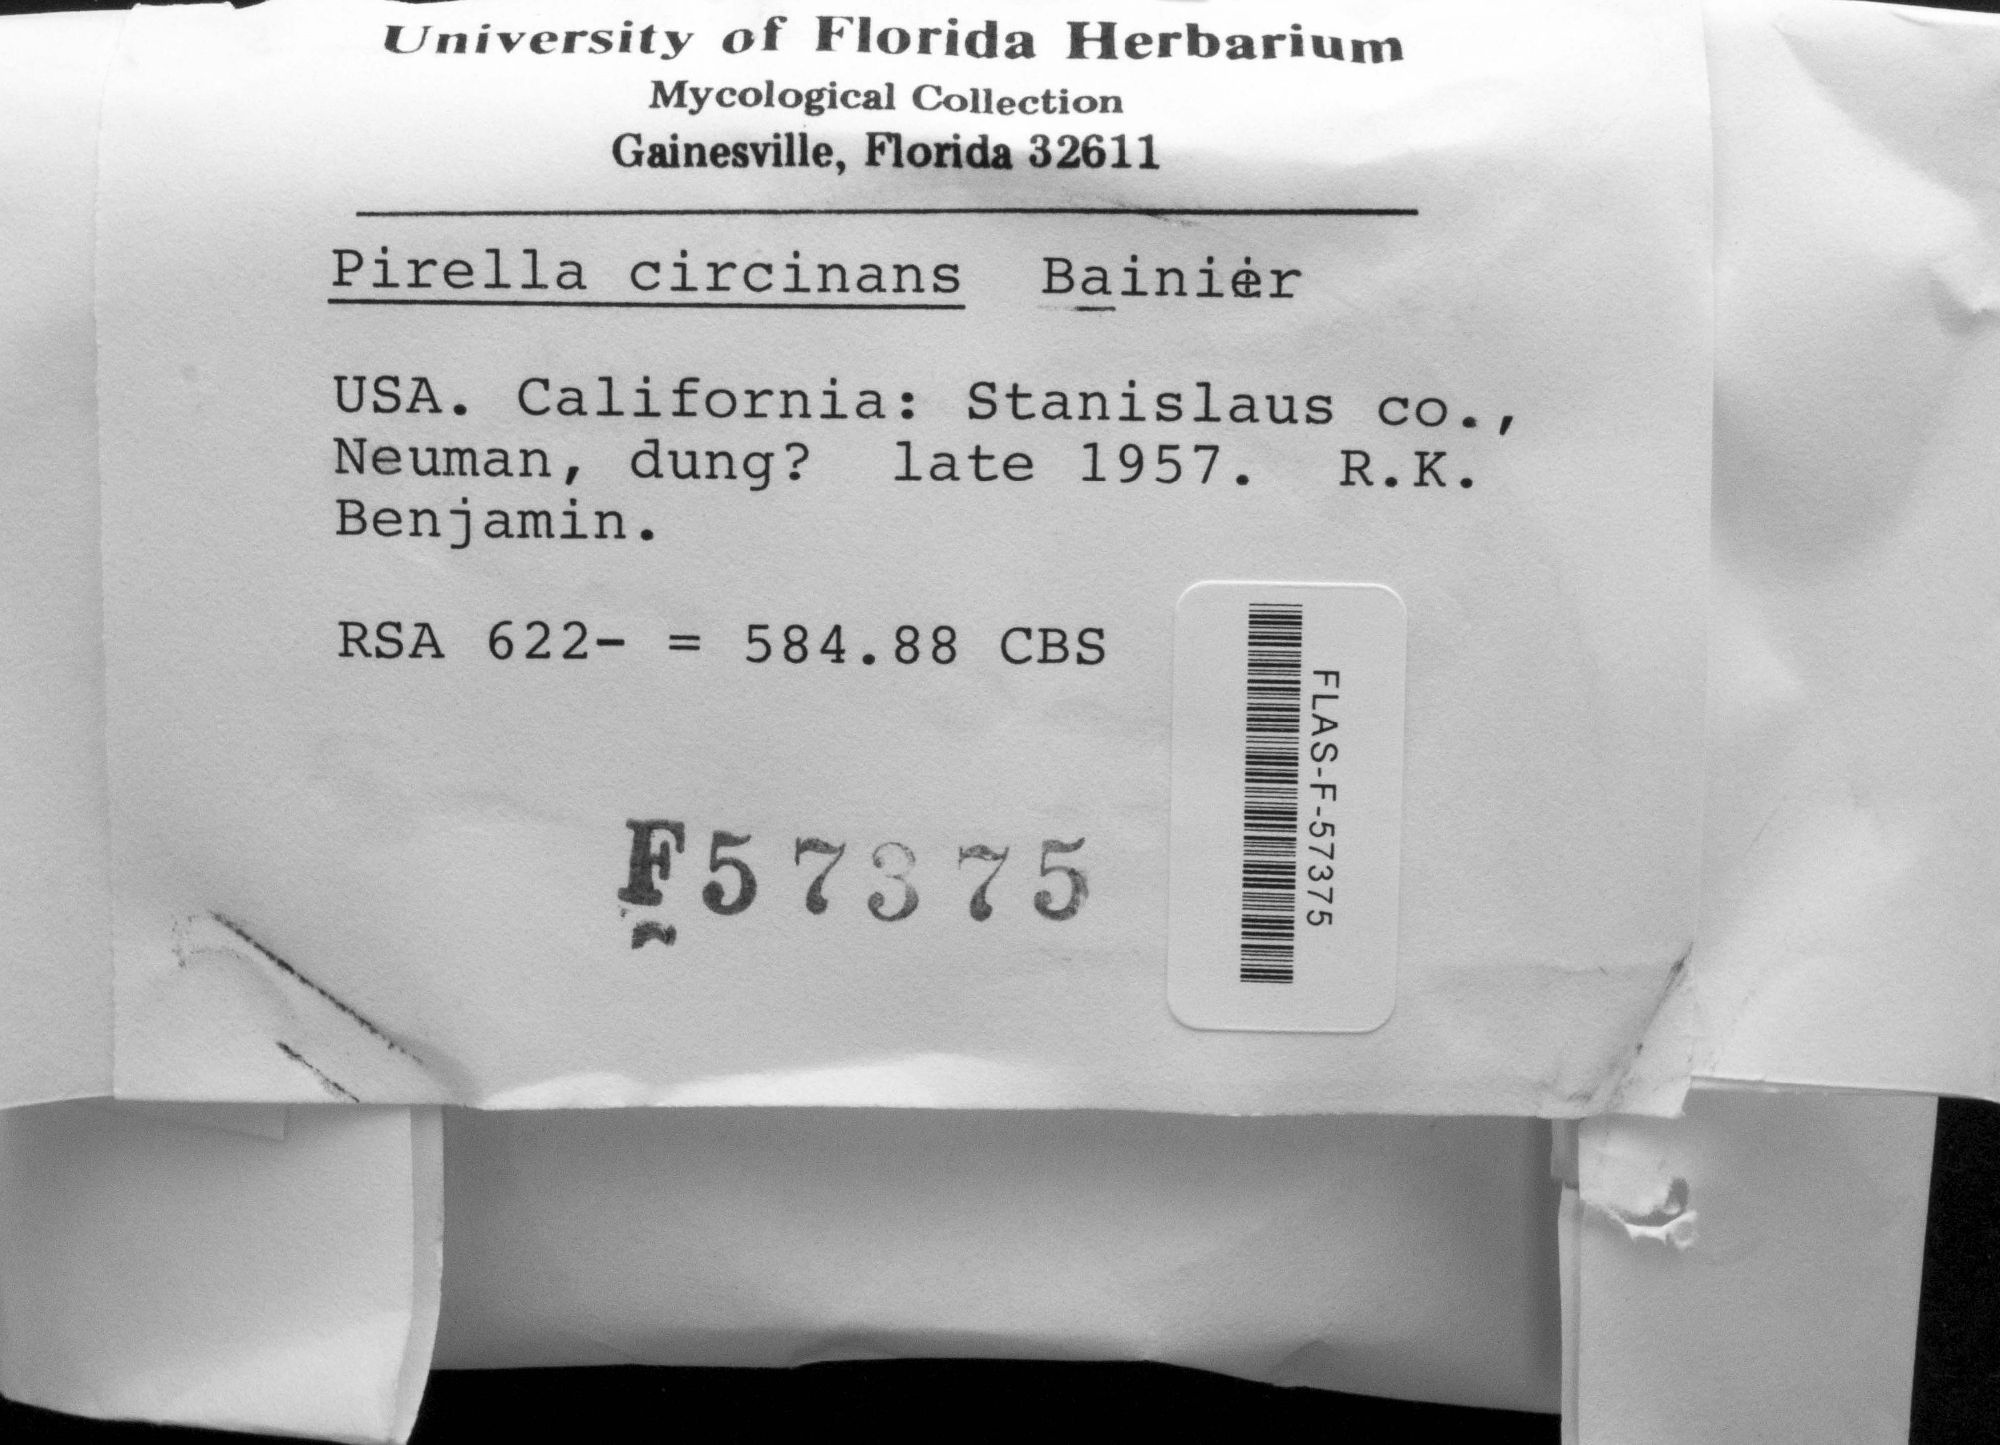 University of Florida Herbarium
Mycological Collection
Gainesville, Florida 32611
Pirella circinans Bainier
USA. California: Stanislaus co.,
Neuman, dung? late 1957. R.K.
Benjamin.
RSA 622- = 584.88 CBS
F57375
FLAS-F-57375